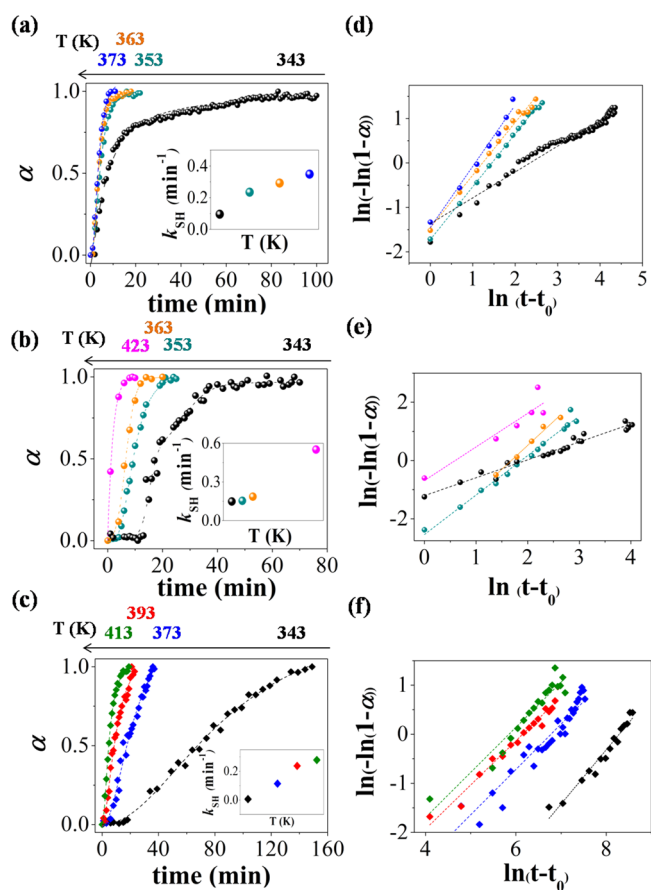 (a)
T (K)
363
373 353
343
1.0
0.5
0.0
α
0 20 40 60 80 100
time (min)
0.4
0.2
0.0
k_SH (min⁻¹)
T (K)
(d)
1
0
-1
-2
ln(-ln(1-α))
0 1 2 3 4 5
ln (t-t₀)
(b)
T (K)
363
423 353
343
1.0
0.5
0.0
α
0 20 40 60 80
time (min)
0.6
0.3
0.0
k_SH (min⁻¹)
T (K)
(e)
2
0
-2
ln(-ln(1-α))
0 1 2 3 4
ln (t-t₀)
(c)
T (K)
393
413 373
343
1.0
0.5
0.0
α
0 40 80 120 160
time (min)
0.2
0.0
k_SH (min⁻¹)
T (K)
(f)
1
0
-1
-2
ln(-ln(1-α))
4 6 8
ln(t-t₀)